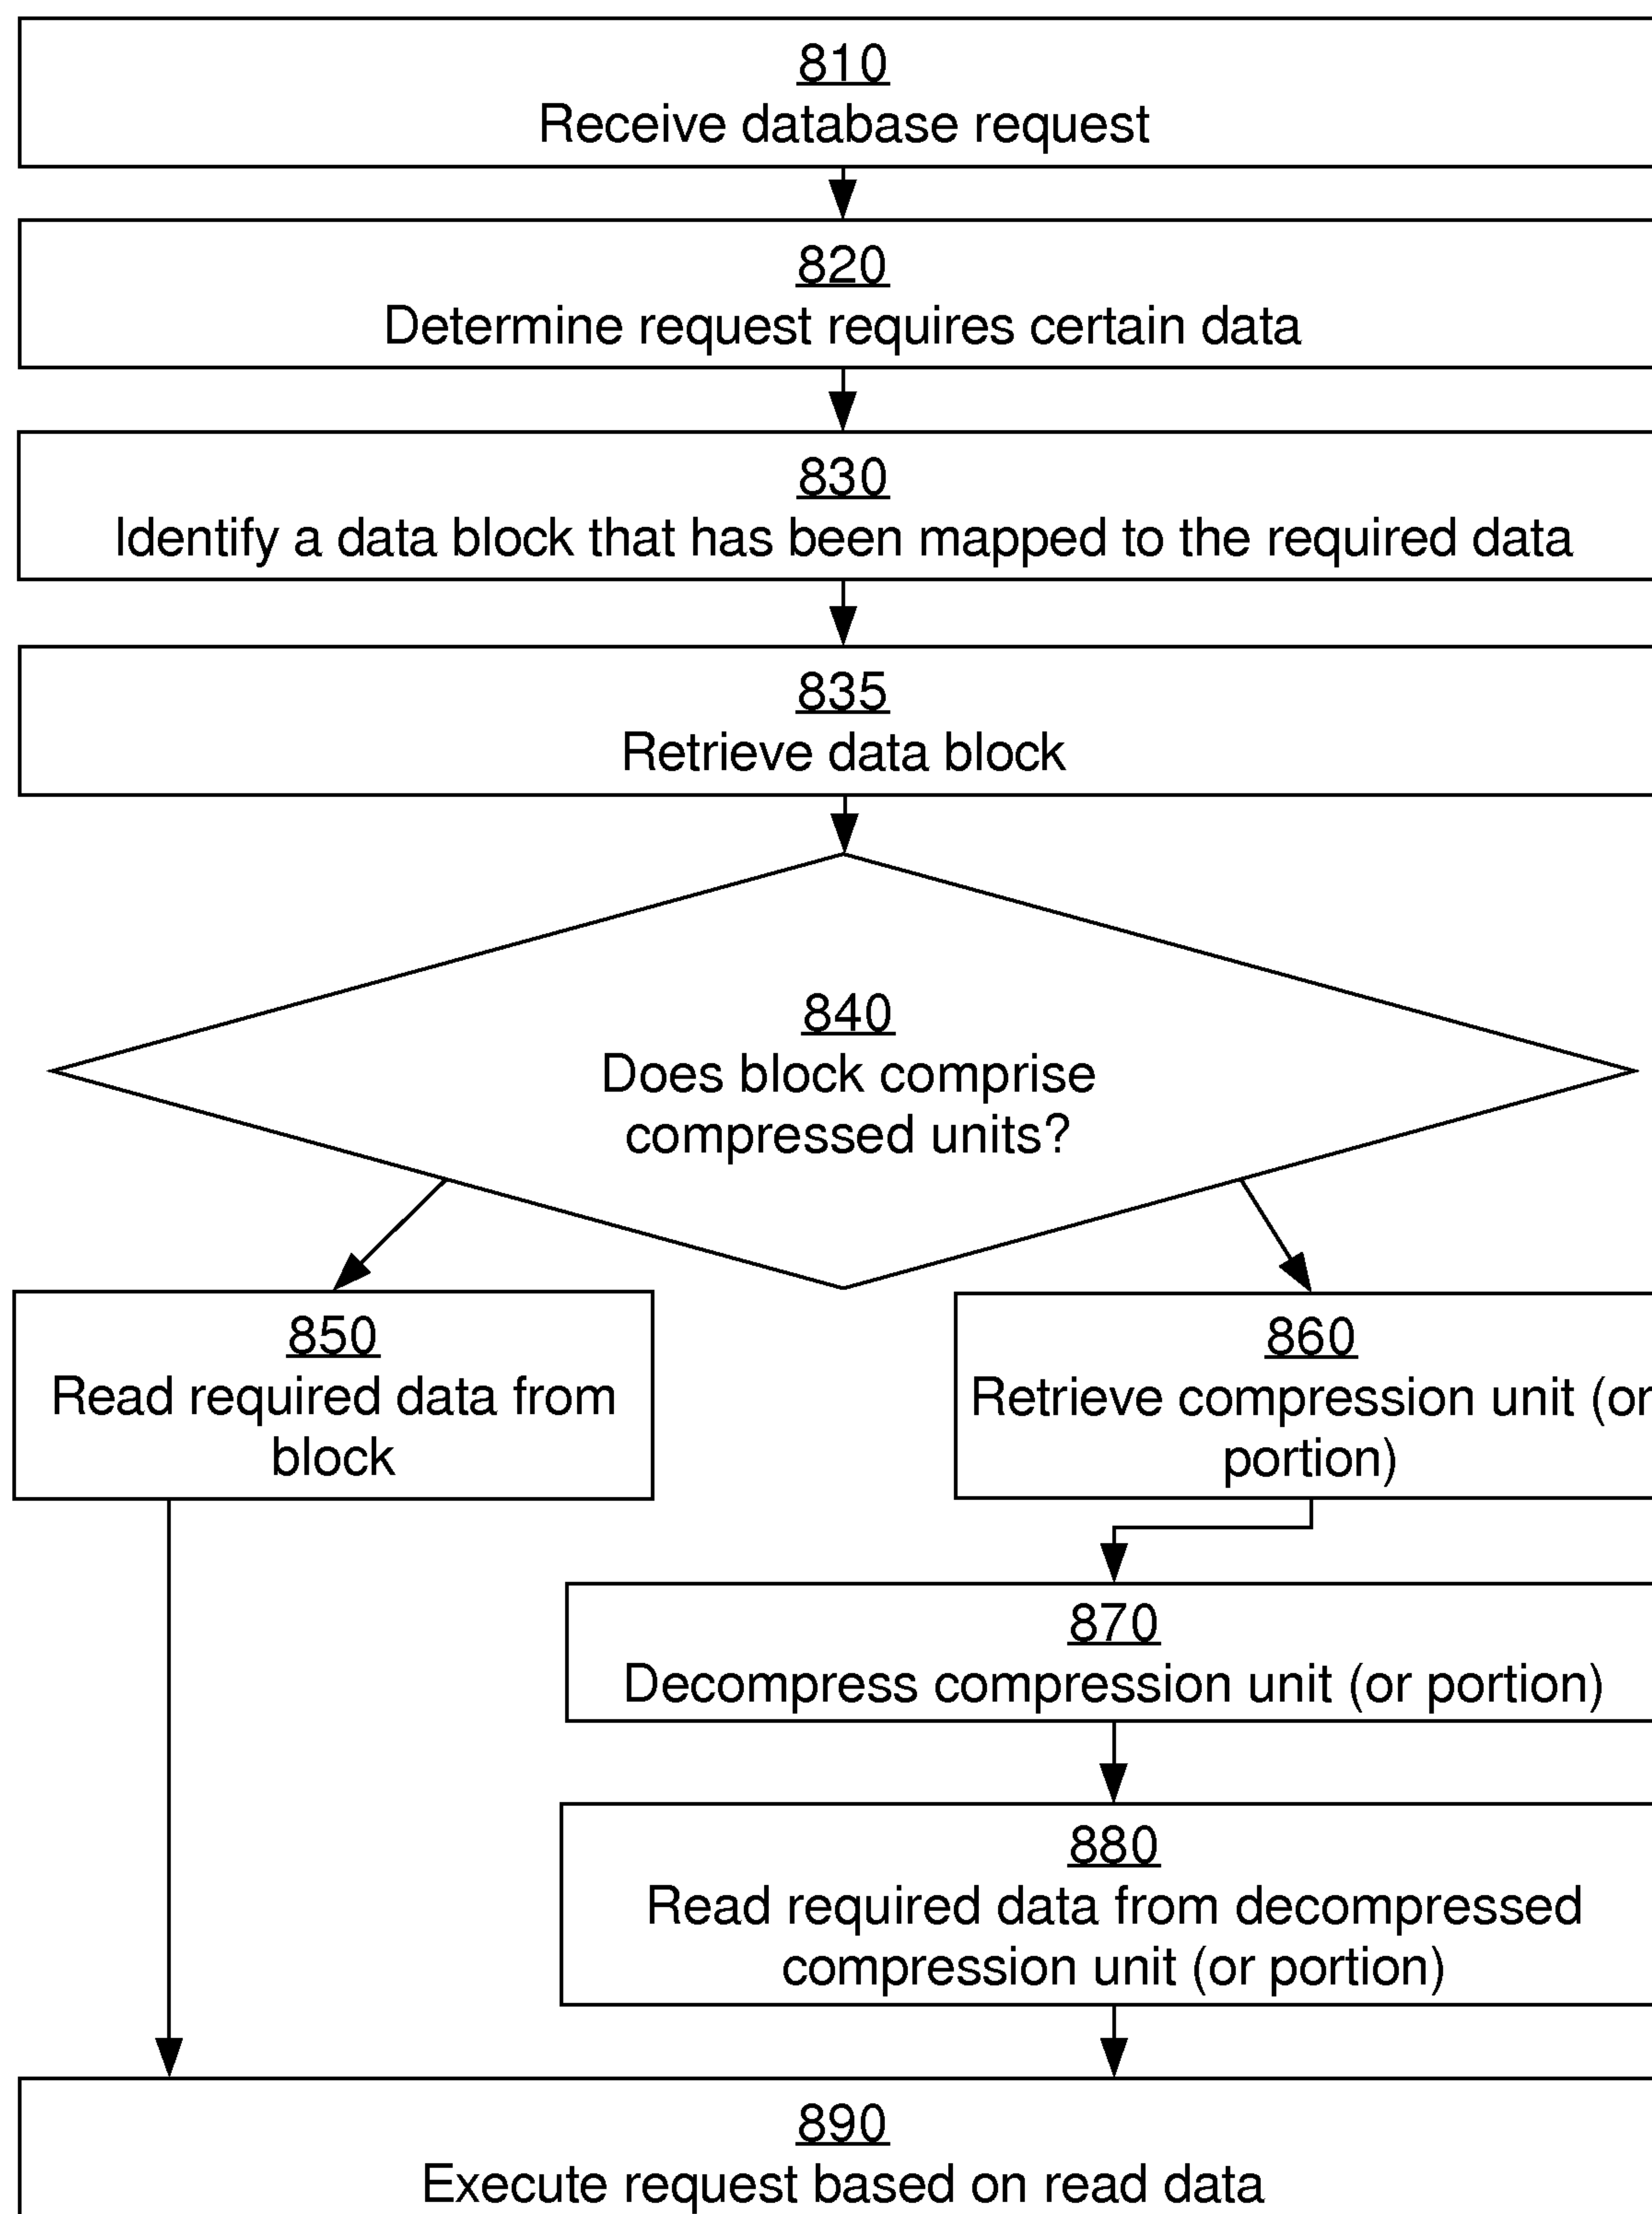 810
Receive database request
820
Determine request requires certain data
830
Identify a data block that has been mapped to the required data
835
Retrieve data block
840
Does block comprise
compressed units?
850
Read required data from
block
860
Retrieve compression unit (or
portion)
870
Decompress compression unit (or portion)
880
Read required data from decompressed
compression unit (or portion)
890
Execute request based on read data